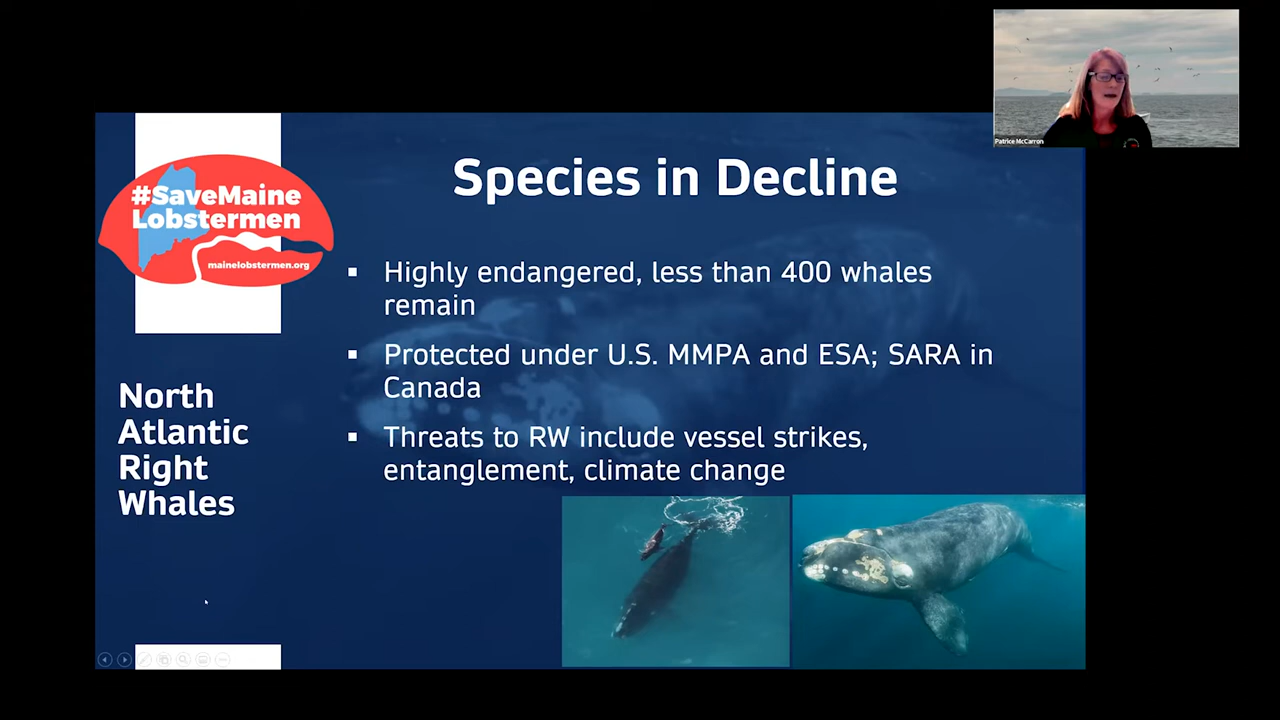 Patrice McCarron
#SaveMaine
Lobstermen
mainelobstermen.org
Species in Decline
▪ Highly endangered, less than 400 whales
remain
▪ Protected under U.S. MMPA and ESA; SARA in
Canada
▪ Threats to RW include vessel strikes,
entanglement, climate change
North
Atlantic
Right
Whales